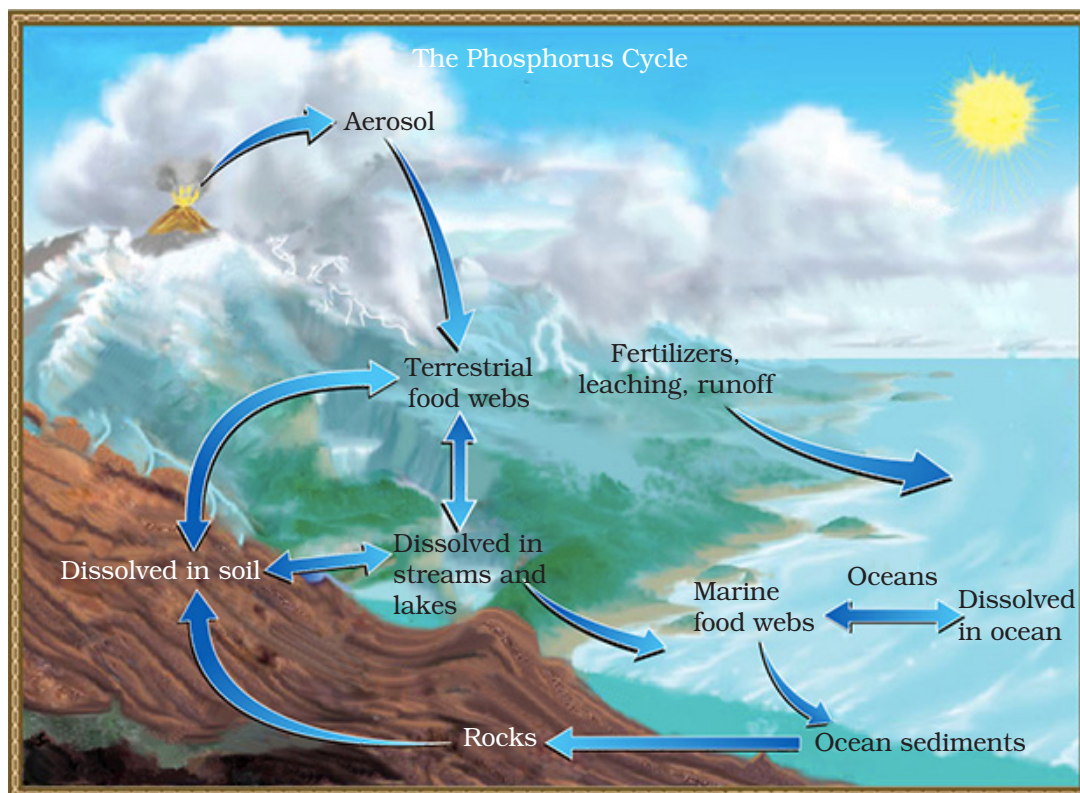 The Phosphorus Cycle
Aerosol
Terrestrial
food webs
Fertilizers,
leaching, runoff
Dissolved in soil
Dissolved in
streams and
lakes
Marine
food webs
Oceans
Dissolved
in ocean
Rocks
Ocean sediments